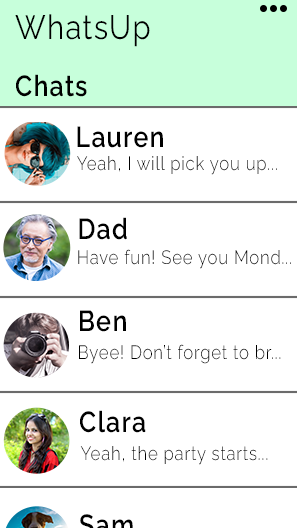 WhatsUp
Chats
Lauren
Yeah, I will pick you up...
Dad
Have fun! See you Mond...
Ben
Byee! Don't forget to br...
Clara
Yeah, the party starts...
Sam